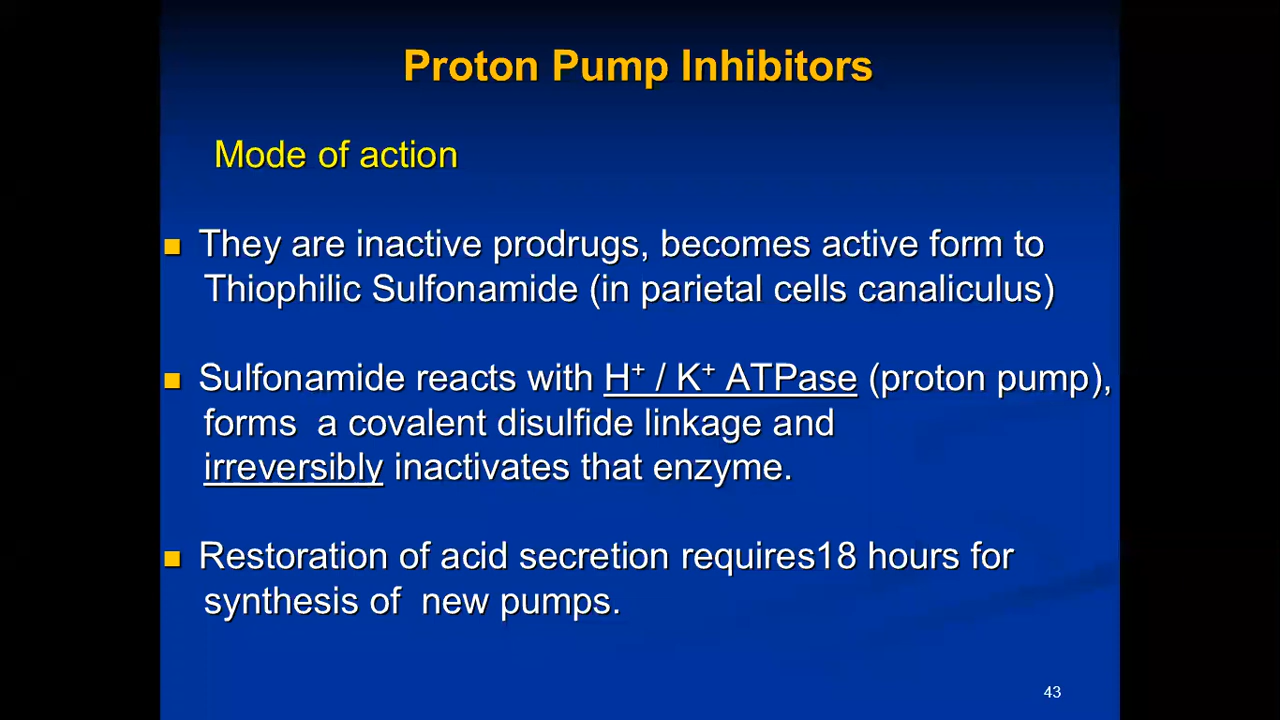 Proton Pump Inhibitors
Mode of action
They are inactive prodrugs, becomes active form to
Thiophilic Sulfonamide (in parietal cells canaliculus)
Sulfonamide reacts with H⁺ / K⁺ ATPase (proton pump),
forms a covalent disulfide linkage and
irreversibly inactivates that enzyme.
Restoration of acid secretion requires18 hours for
synthesis of new pumps.
43